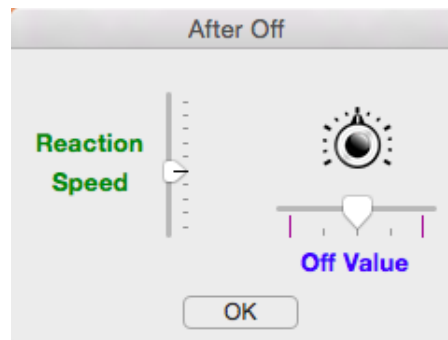 After Off
Reaction
Speed
Off Value
OK